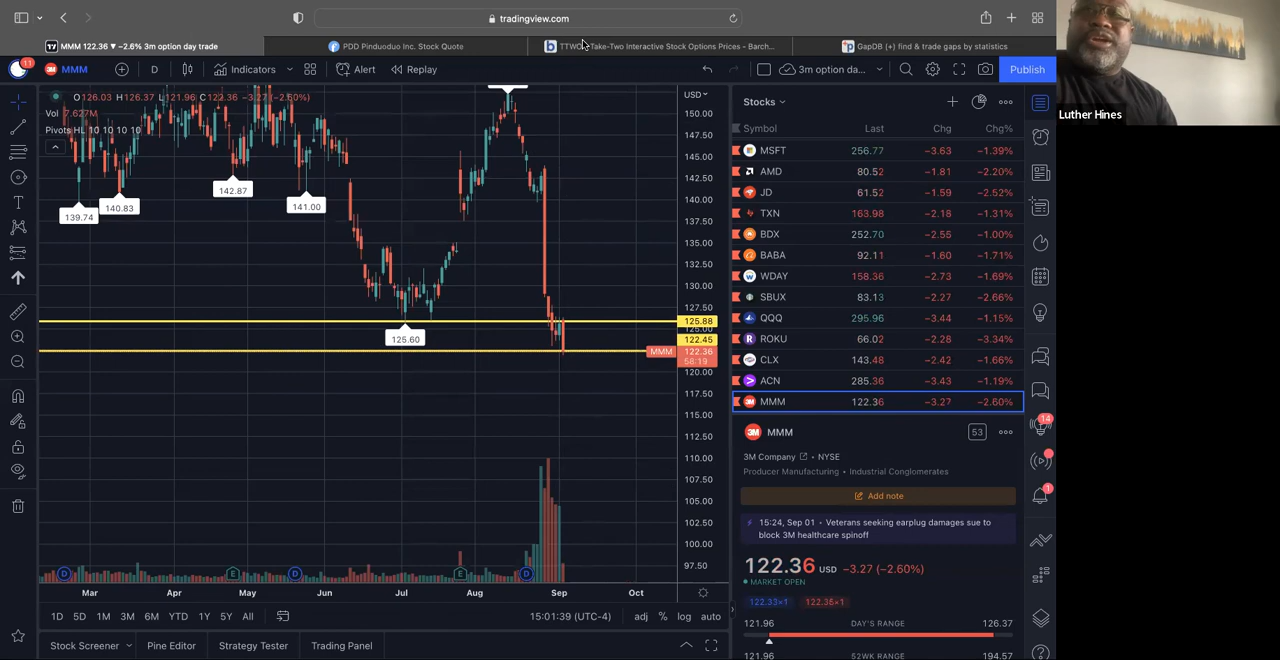 tradingview.com
MMM 122.36 ▼ −2.6% 3m option day trade
PDD Pinduoduo Inc. Stock Quote
TTWO - Take-Two Interactive Stock Options Prices - Barch...
GapDB (+) find & trade gaps by statistics
11
MMM
D
Indicators
Alert
Replay
3m option da...
Publish
O126.03 H126.37 L121.96 C122.36 −3.27 (−2.60%)
Vol 7.627M
Pivots HL 10 10 10 10
139.74
140.83
142.87
141.00
125.60
USD
150.00
147.50
145.00
142.50
140.00
137.50
135.00
132.50
130.00
127.50
125.88
125.00
122.45
MMM
122.36
58:19
120.00
117.50
115.00
112.50
110.00
107.50
105.00
102.50
100.00
97.50
D
E
D
E
D
Mar
Apr
May
Jun
Jul
Aug
Sep
Oct
1D 5D 1M 3M 6M YTD 1Y 5Y All
15:01:39 (UTC-4)
adj % log auto
Stock Screener
Pine Editor
Strategy Tester
Trading Panel
Stocks
Symbol Last Chg Chg%
MSFT 256.77 −3.63 −1.39%
AMD 80.52 −1.81 −2.20%
JD 61.52 −1.59 −2.52%
TXN 163.98 −2.18 −1.31%
BDX 252.70 −2.55 −1.00%
BABA 92.11 −1.60 −1.71%
WDAY 158.36 −2.73 −1.69%
SBUX 83.13 −2.27 −2.66%
QQQ 295.96 −3.44 −1.15%
ROKU 66.02 −2.28 −3.34%
CLX 143.48 −2.42 −1.66%
ACN 285.36 −3.43 −1.19%
MMM 122.36 −3.27 −2.60%
3M MMM
53
3M Company • NYSE
Producer Manufacturing • Industrial Conglomerates
Add note
15:24, Sep 01 • Veterans seeking earplug damages sue to
block 3M healthcare spinoff
122.36 USD −3.27 (−2.60%)
MARKET OPEN
122.33×1
122.35×1
121.96 DAY'S RANGE 126.37
121.96 52WK RANGE 194.57
14
1
Luther Hines